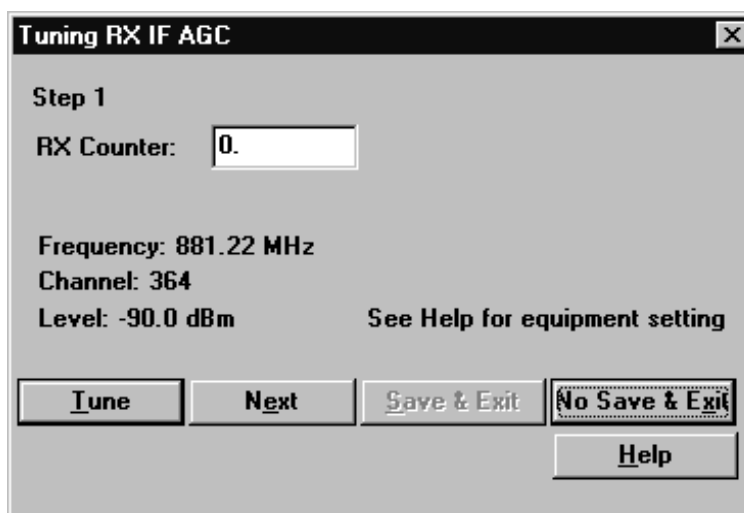 Tuning RX IF AGC
Step 1
RX Counter: 0.
Frequency: 881.22 MHz
Channel: 364
Level: -90.0 dBm See Help for equipment setting
Tune Next Save & Exit No Save & Exit
Help